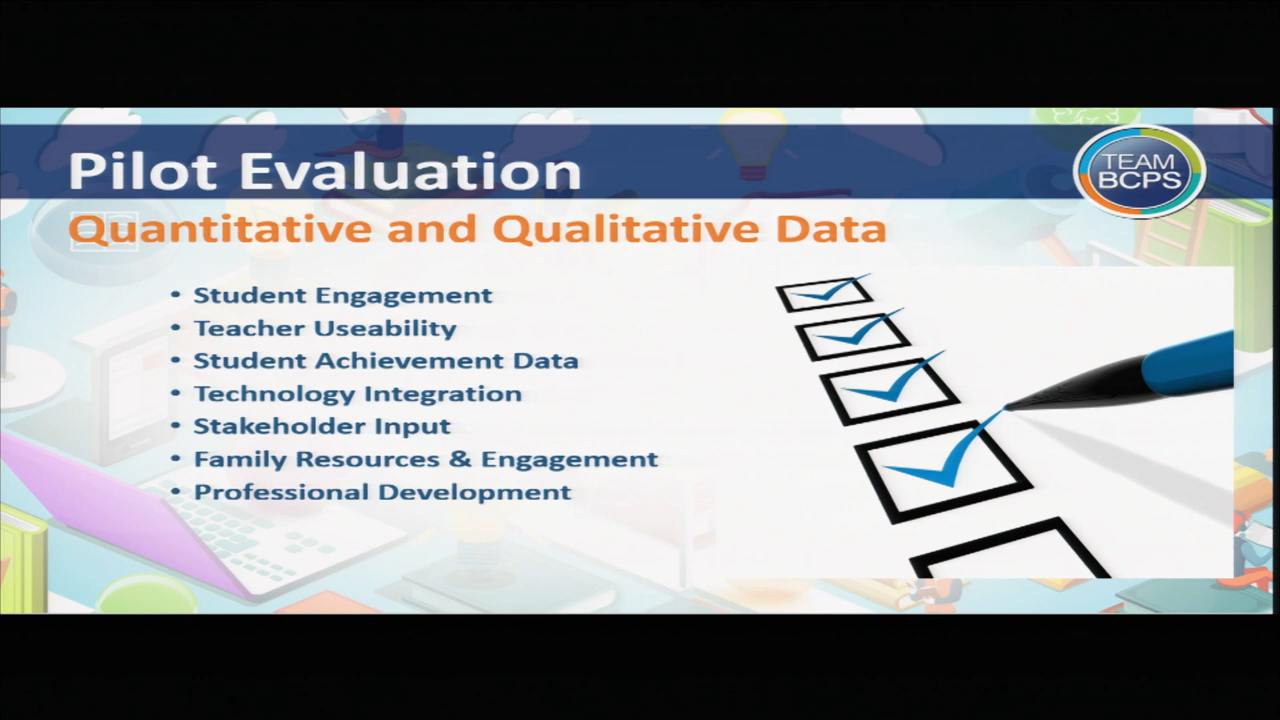 Pilot Evaluation
TEAM
BCPS
Quantitative and Qualitative Data
• Student Engagement
• Teacher Useability
• Student Achievement Data
• Technology Integration
• Stakeholder Input
• Family Resources & Engagement
• Professional Development